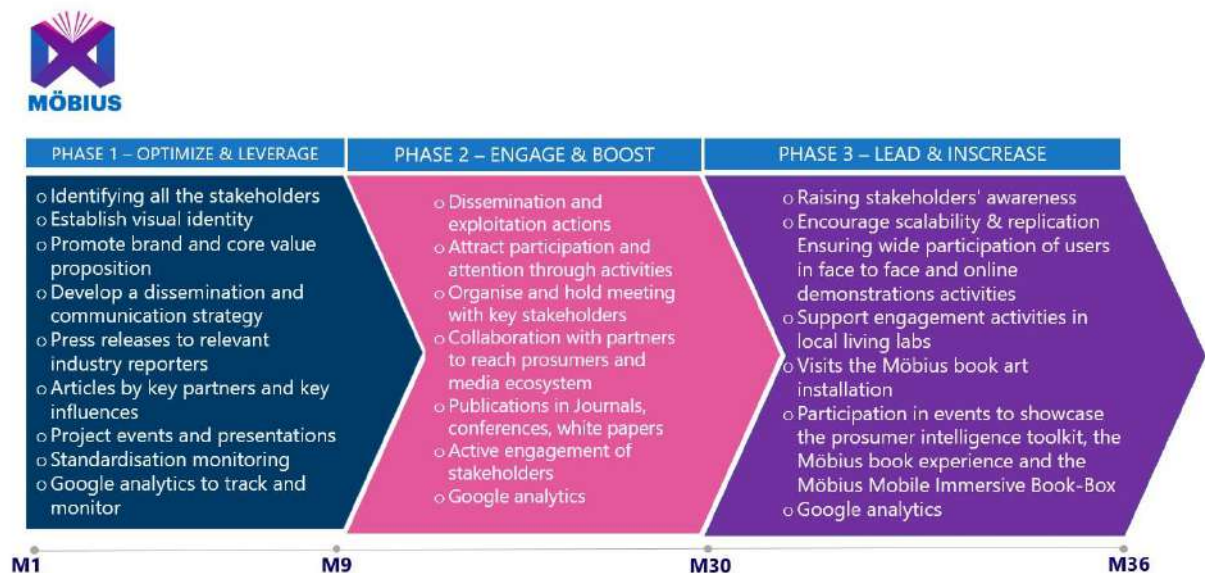 MÖBIUS
PHASE 1 – OPTIMIZE & LEVERAGE
o Identifying all the stakeholders
o Establish visual identity
o Promote brand and core value
proposition
o Develop a dissemination and
communication strategy
o Press releases to relevant
industry reporters
o Articles by key partners and key
influences
o Project events and presentations
o Standardisation monitoring
o Google analytics to track and
monitor
PHASE 2 – ENGAGE & BOOST
o Dissemination and
exploitation actions
o Attract participation and
attention through activities
o Organise and hold meeting
with key stakeholders
o Collaboration with partners
to reach prosumers and
media ecosystem
o Publications in Journals,
conferences, white papers
o Active engagement of
stakeholders
o Google analytics
PHASE 3 – LEAD & INSCREASE
o Raising stakeholders' awareness
o Encourage scalability & replication
Ensuring wide participation of users
in face to face and online
demonstrations activities
o Support engagement activities in
local living labs
o Visits the Möbius book art
installation
o Participation in events to showcase
the prosumer intelligence toolkit, the
Möbius book experience and the
Möbius Mobile Immersive Book-Box
o Google analytics
M1 M9 M30 M36